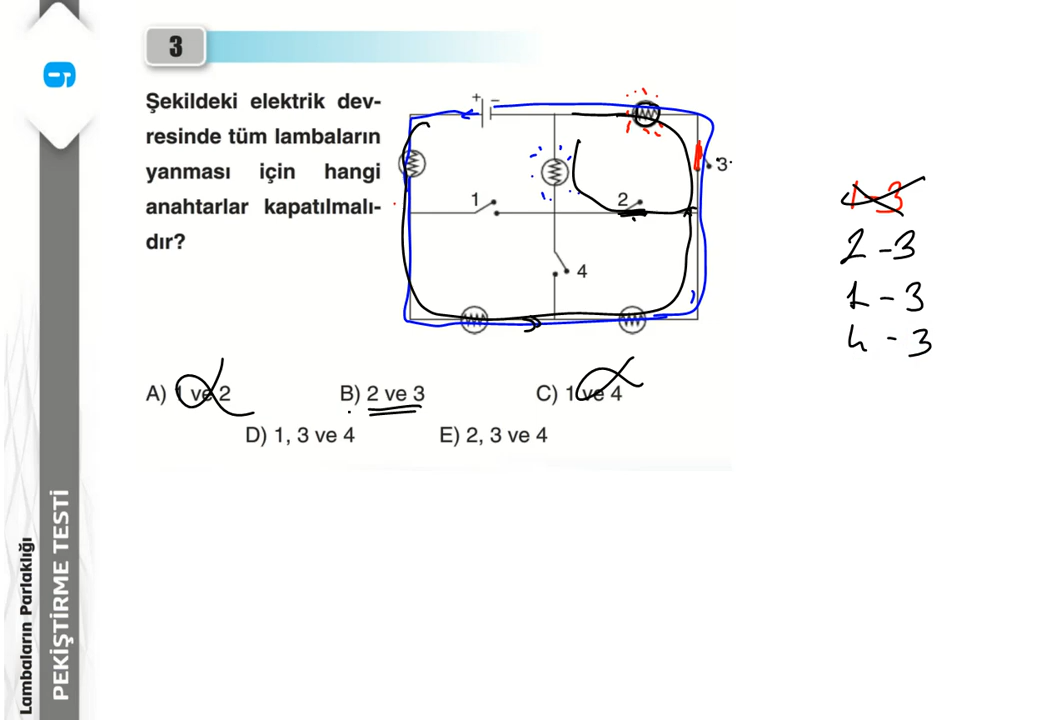 3
Şekildeki elektrik dev-
resinde tüm lambaların
yanması için hangi
anahtarlar kapatılmalı-
dır?
+ −
3
1
2
4
A) 1 ve 2 B) 2 ve 3 C) 1 ve 4
D) 1, 3 ve 4 E) 2, 3 ve 4
1-3
2-3
1-3
4-3
9
PEKİŞTİRME TESTİ
Lambaların Parlaklığı